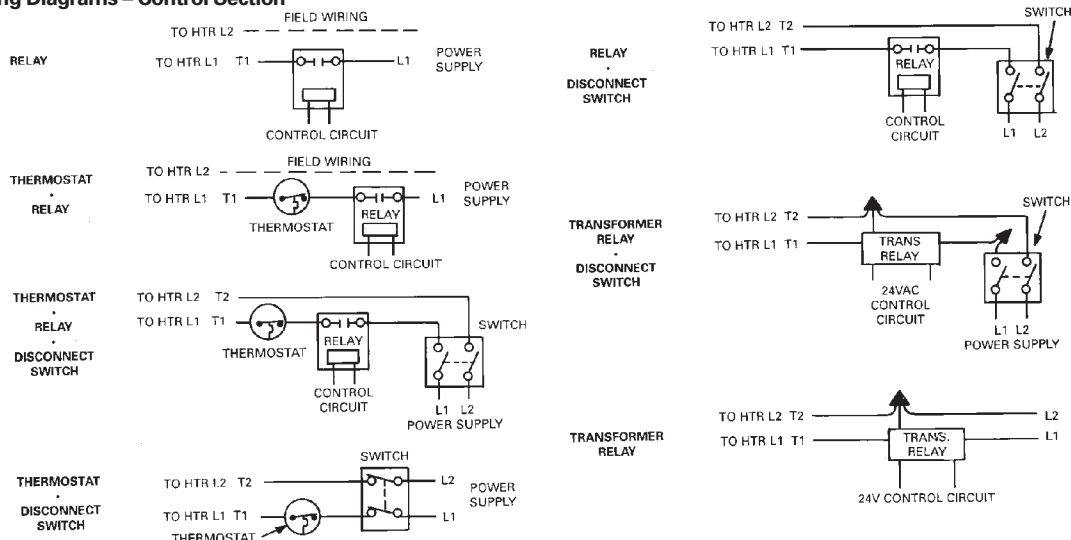 ng Diagrams – Control Section
RELAY
TO HTR L2
FIELD WIRING
TO HTR L1 T1
L1
POWER
SUPPLY
RELAY
CONTROL CIRCUIT
THERMOSTAT
•
RELAY
FIELD WIRING
TO HTR L2
TO HTR L1 T1
THERMOSTAT
RELAY
L1
POWER
SUPPLY
CONTROL CIRCUIT
THERMOSTAT
•
RELAY
•
DISCONNECT
SWITCH
TO HTR L2 T2
TO HTR L1 T1
THERMOSTAT
RELAY
CONTROL
CIRCUIT
SWITCH
L1 L2
POWER SUPPLY
THERMOSTAT
•
DISCONNECT
SWITCH
SWITCH
TO HTR L2 T2
L2
POWER
SUPPLY
TO HTR L1 T1
L1
THERMOSTAT
RELAY
•
DISCONNECT
SWITCH
SWITCH
TO HTR L2 T2
TO HTR L1 T1
RELAY
CONTROL
CIRCUIT
L1 L2
TRANSFORMER
RELAY
•
DISCONNECT
SWITCH
SWITCH
TO HTR L2 T2
TO HTR L1 T1
TRANS
RELAY
24VAC
CONTROL
CIRCUIT
L1 L2
POWER SUPPLY
TRANSFORMER
RELAY
TO HTR L2 T2
L2
TO HTR L1 T1
L1
TRANS.
RELAY
24V CONTROL CIRCUIT